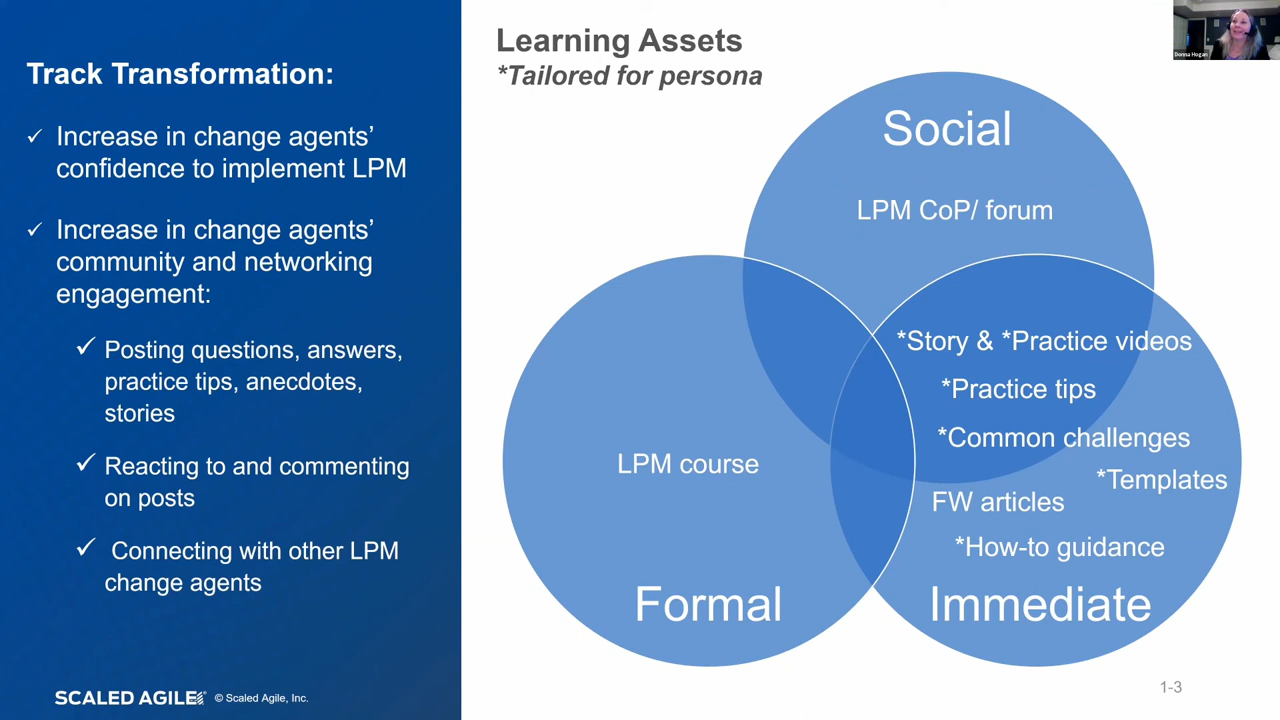 Track Transformation:
✓ Increase in change agents’
confidence to implement LPM
✓ Increase in change agents’
community and networking
engagement:
✓ Posting questions, answers,
practice tips, anecdotes,
stories
✓ Reacting to and commenting
on posts
✓ Connecting with other LPM
change agents
SCALED AGILE® © Scaled Agile, Inc.
Learning Assets
*Tailored for persona
Social
LPM CoP/ forum
*Story & *Practice videos
*Practice tips
*Common challenges
*Templates
FW articles
*How-to guidance
Immediate
LPM course
Formal
1-3
Donna Hogan